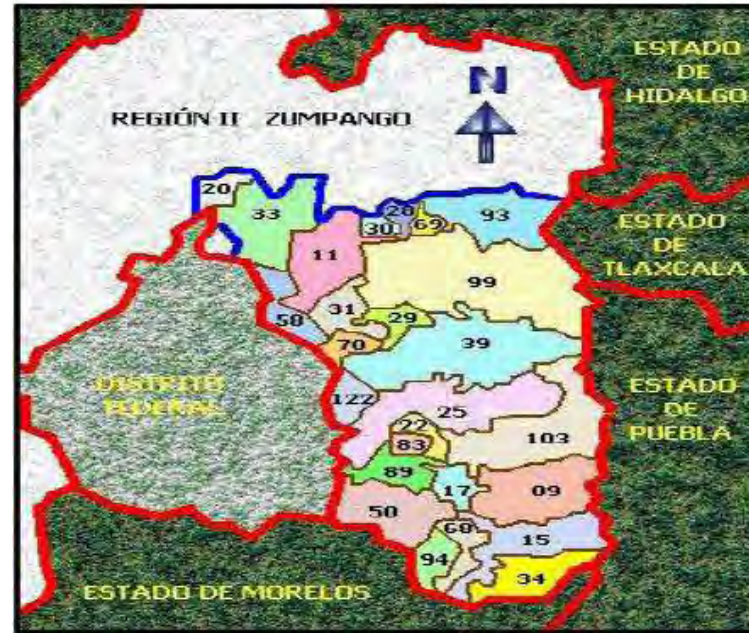 ESTADO
DE
HIDALGO
N
REGIÓN II ZUMPANGO
20
33
28
30
69
93
ESTADO
DE
TLAXCALA
11
99
31
58
29
70
39
DISTRITO
FEDERAL
122
25
ESTADO
DE
PUEBLA
22
83
103
89
17
09
50
68
15
94
34
ESTADO DE MORELOS